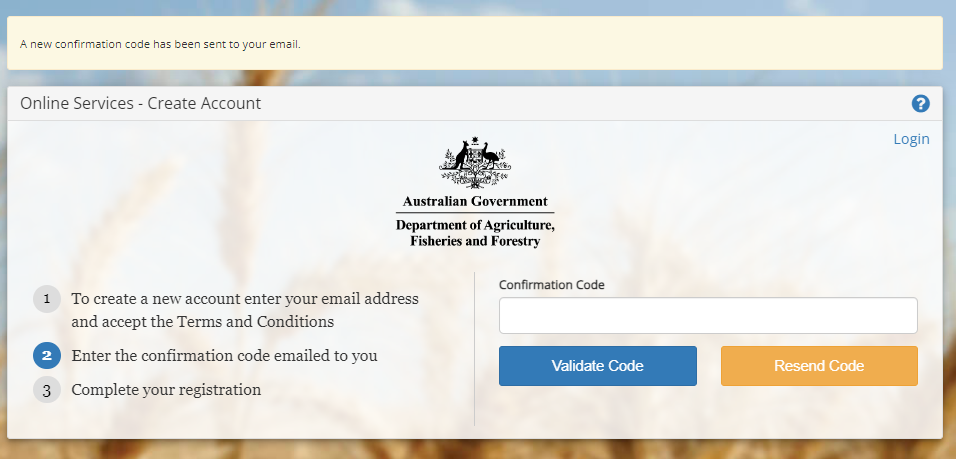 A new confirmation code has been sent to your email.
Online Services - Create Account
?
Login
Australian Government
Department of Agriculture,
Fisheries and Forestry
1 To create a new account enter your email address
and accept the Terms and Conditions
2 Enter the confirmation code emailed to you
3 Complete your registration
Confirmation Code
Validate Code
Resend Code